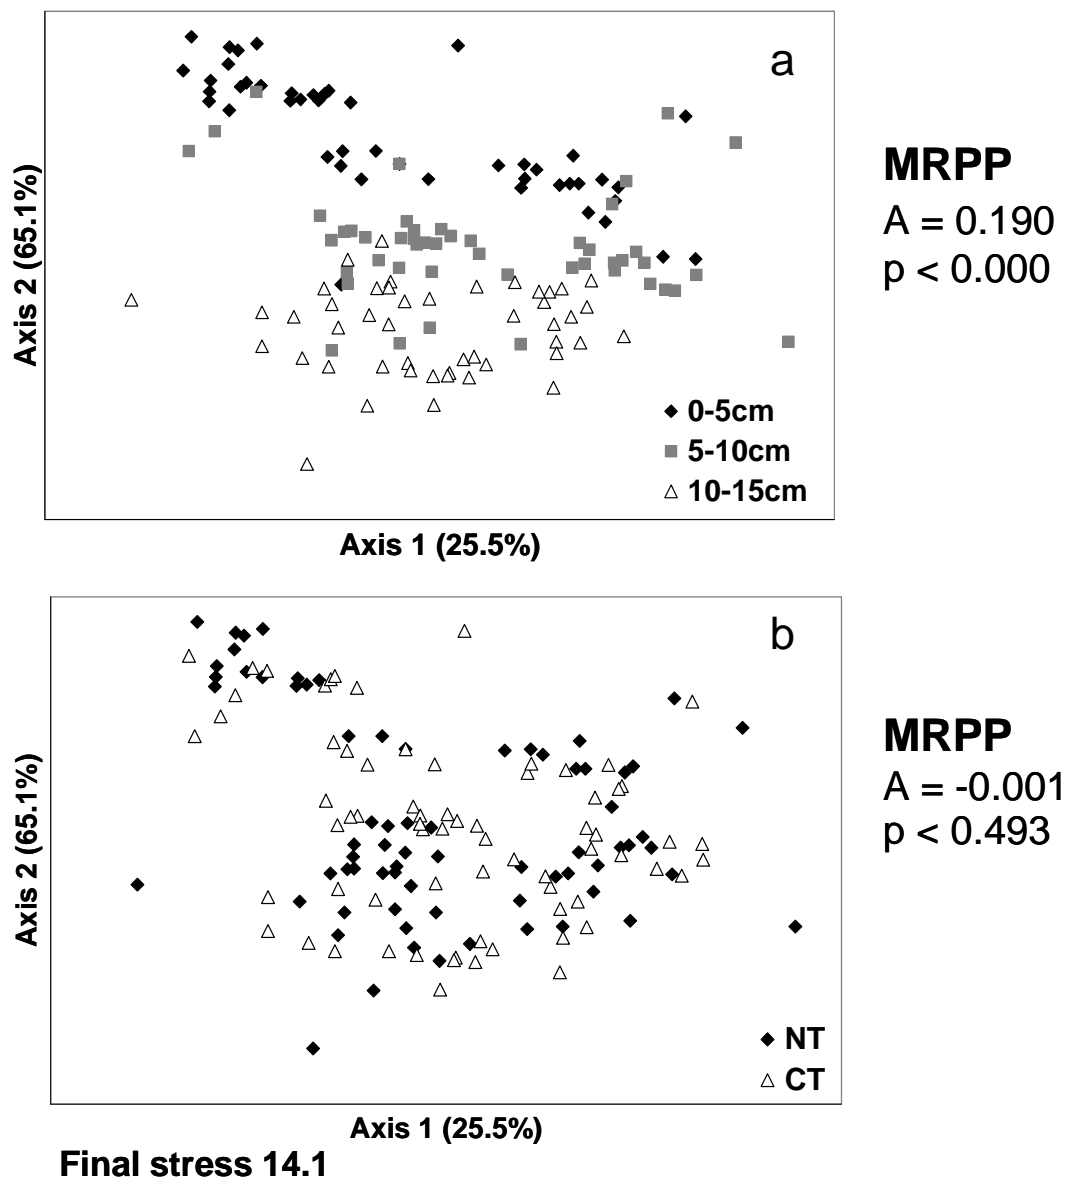 a
Axis 2 (65.1%)
0-5cm
5-10cm
10-15cm
Axis 1 (25.5%)
MRPP
A = 0.190
p < 0.000
b
Axis 2 (65.1%)
NT
CT
Axis 1 (25.5%)
MRPP
A = -0.001
p < 0.493
Final stress 14.1